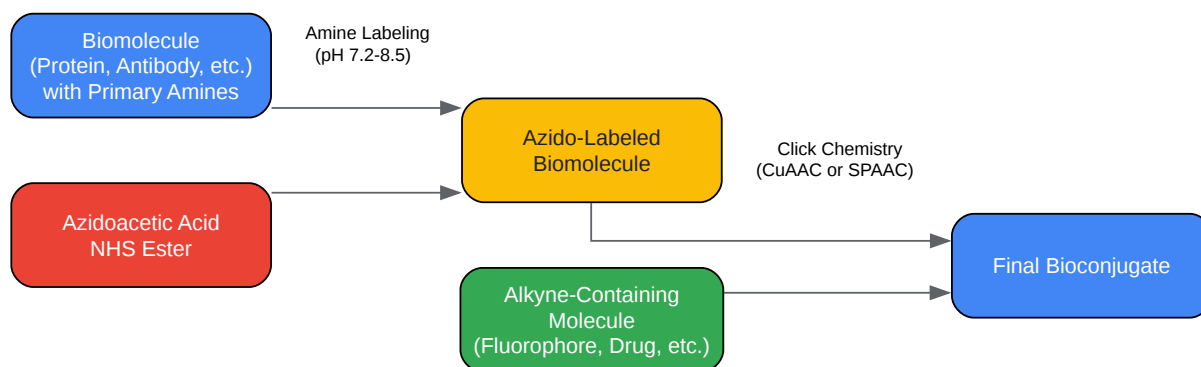 Biomolecule
(Protein, Antibody, etc.)
with Primary Amines
Amine Labeling
(pH 7.2-8.5)
Azidoacetic Acid
NHS Ester
Azido-Labeled
Biomolecule
Click Chemistry
(CuAAC or SPAAC)
Alkyne-Containing
Molecule
(Fluorophore, Drug, etc.)
Final Bioconjugate